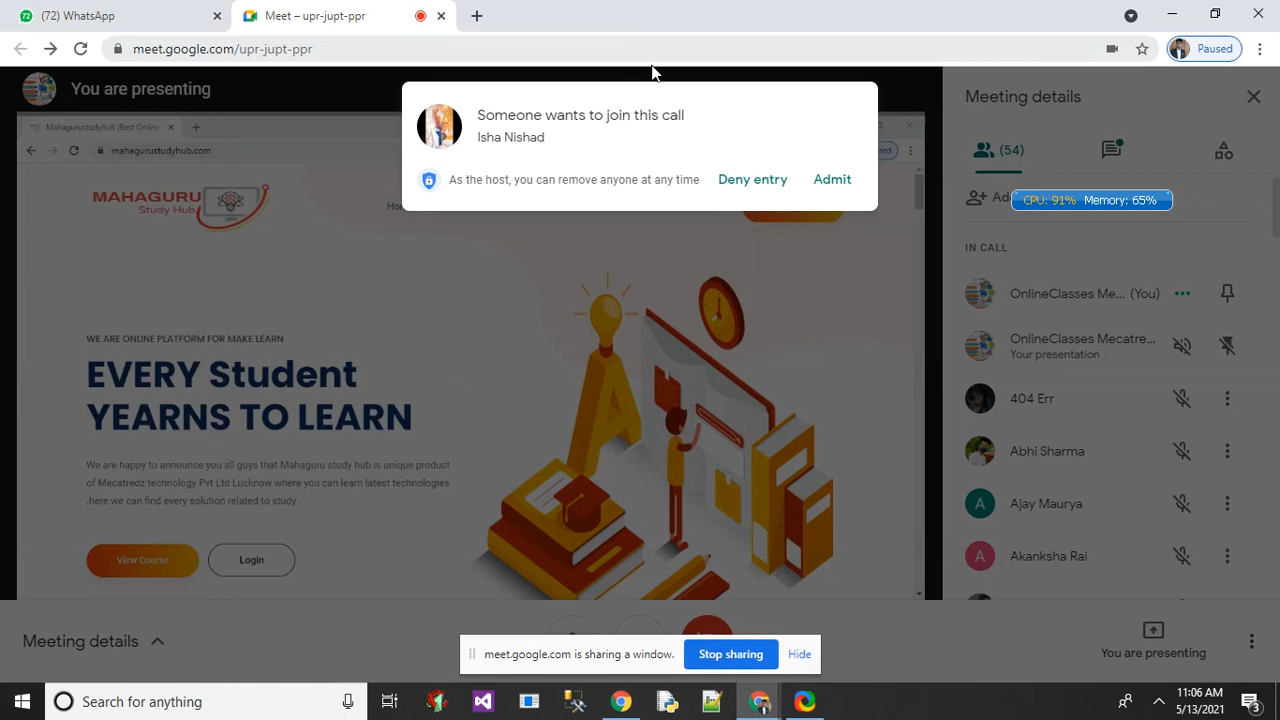 (72) WhatsApp
Meet – upr-jupt-ppr
meet.google.com/upr-jupt-ppr
Paused
You are presenting
Someone wants to join this call
Isha Nishad
As the host, you can remove anyone at any time
Deny entry
Admit
Meeting details
(54)
CPU: 91% Memory: 65%
IN CALL
OnlineClasses Me... (You)
OnlineClasses Mecatre...
Your presentation
404 Err
Abhi Sharma
A
Ajay Maurya
A
Akanksha Rai
Mahagurustudyhub |Best Online
mahagurustudyhub.com
MAHAGURU
Study Hub
WE ARE ONLINE PLATFORM FOR MAKE LEARN
EVERY Student
YEARNS TO LEARN
We are happy to announce you all guys that Mahaguru study hub is unique product
of Mecatredz technology.Pvt Ltd Lucknow where you can learn latest technologies
,here we can find every solution related to study .
View Course
Login
Meeting details
meet.google.com is sharing a window.
Stop sharing
Hide
You are presenting
Search for anything
11:06 AM
5/13/2021
3